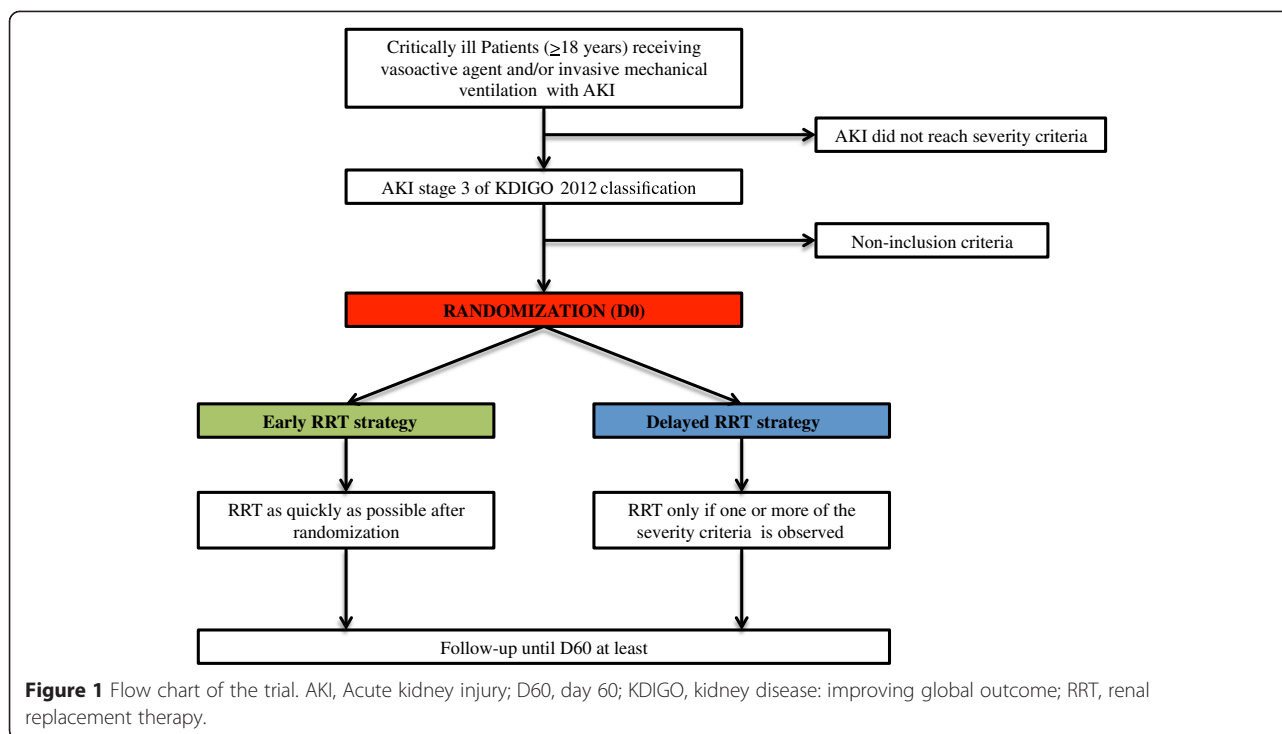 Critically ill Patients (≥18 years) receiving
vasoactive agent and/or invasive mechanical
ventilation with AKI
AKI did not reach severity criteria
AKI stage 3 of KDIGO 2012 classification
Non-inclusion criteria
RANDOMIZATION (D0)
Early RRT strategy
Delayed RRT strategy
RRT as quickly as possible after
randomization
RRT only if one or more of the
severity criteria is observed
Follow-up until D60 at least
Figure 1 Flow chart of the trial. AKI, Acute kidney injury; D60, day 60; KDIGO, kidney disease: improving global outcome; RRT, renal
replacement therapy.